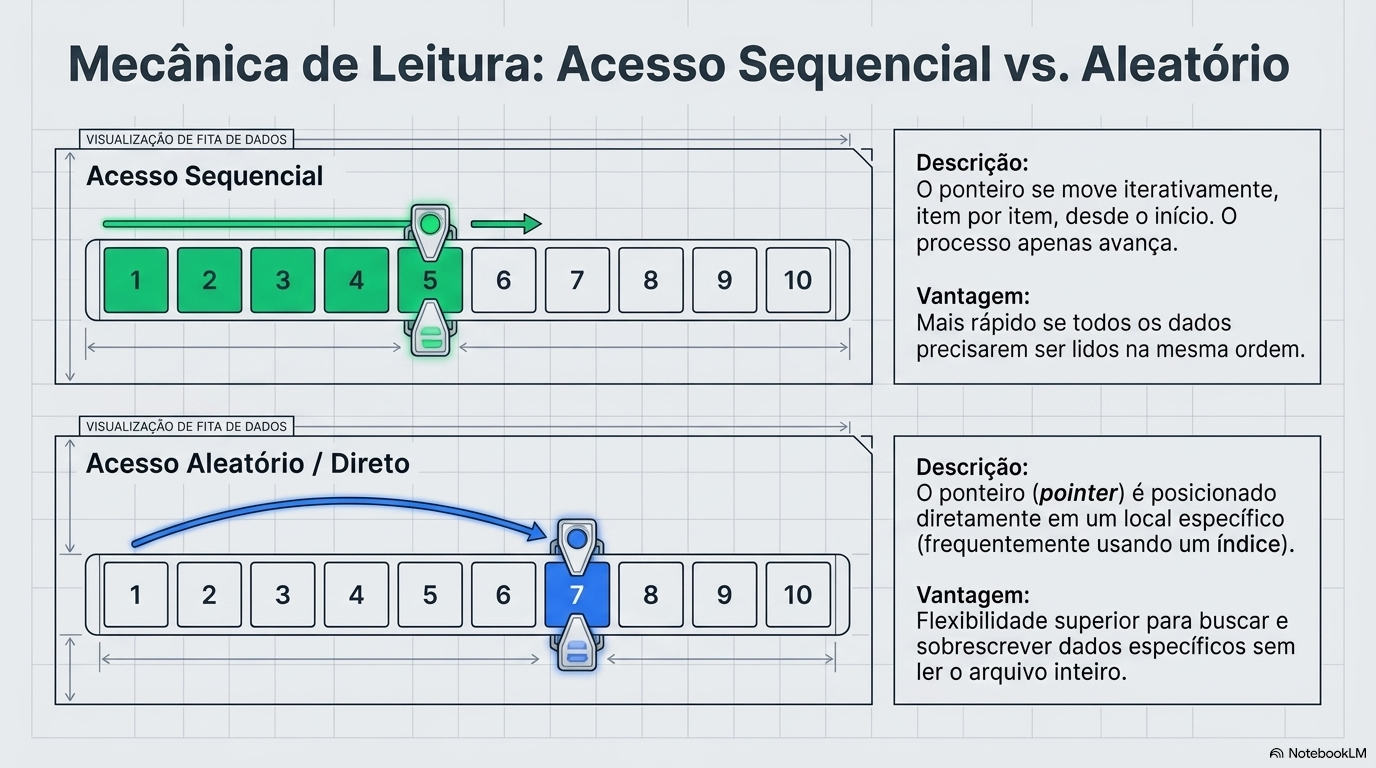 Mecânica de Leitura: Acesso Sequencial vs. Aleatório
VISUALIZAÇÃO DE FITA DE DADOS
Acesso Sequencial
1 2 3 4 5 6 7 8 9 10
Descrição:
O ponteiro se move iterativamente,
item por item, desde o início. O
processo apenas avança.
Vantagem:
Mais rápido se todos os dados
precisarem ser lidos na mesma ordem.
VISUALIZAÇÃO DE FITA DE DADOS
Acesso Aleatório / Direto
1 2 3 4 5 6 7 8 9 10
Descrição:
O ponteiro (pointer) é posicionado
diretamente em um local específico
(frequentemente usando um índice).
Vantagem:
Flexibilidade superior para buscar e
sobrescrever dados específicos sem
ler o arquivo inteiro.
NotebookLM